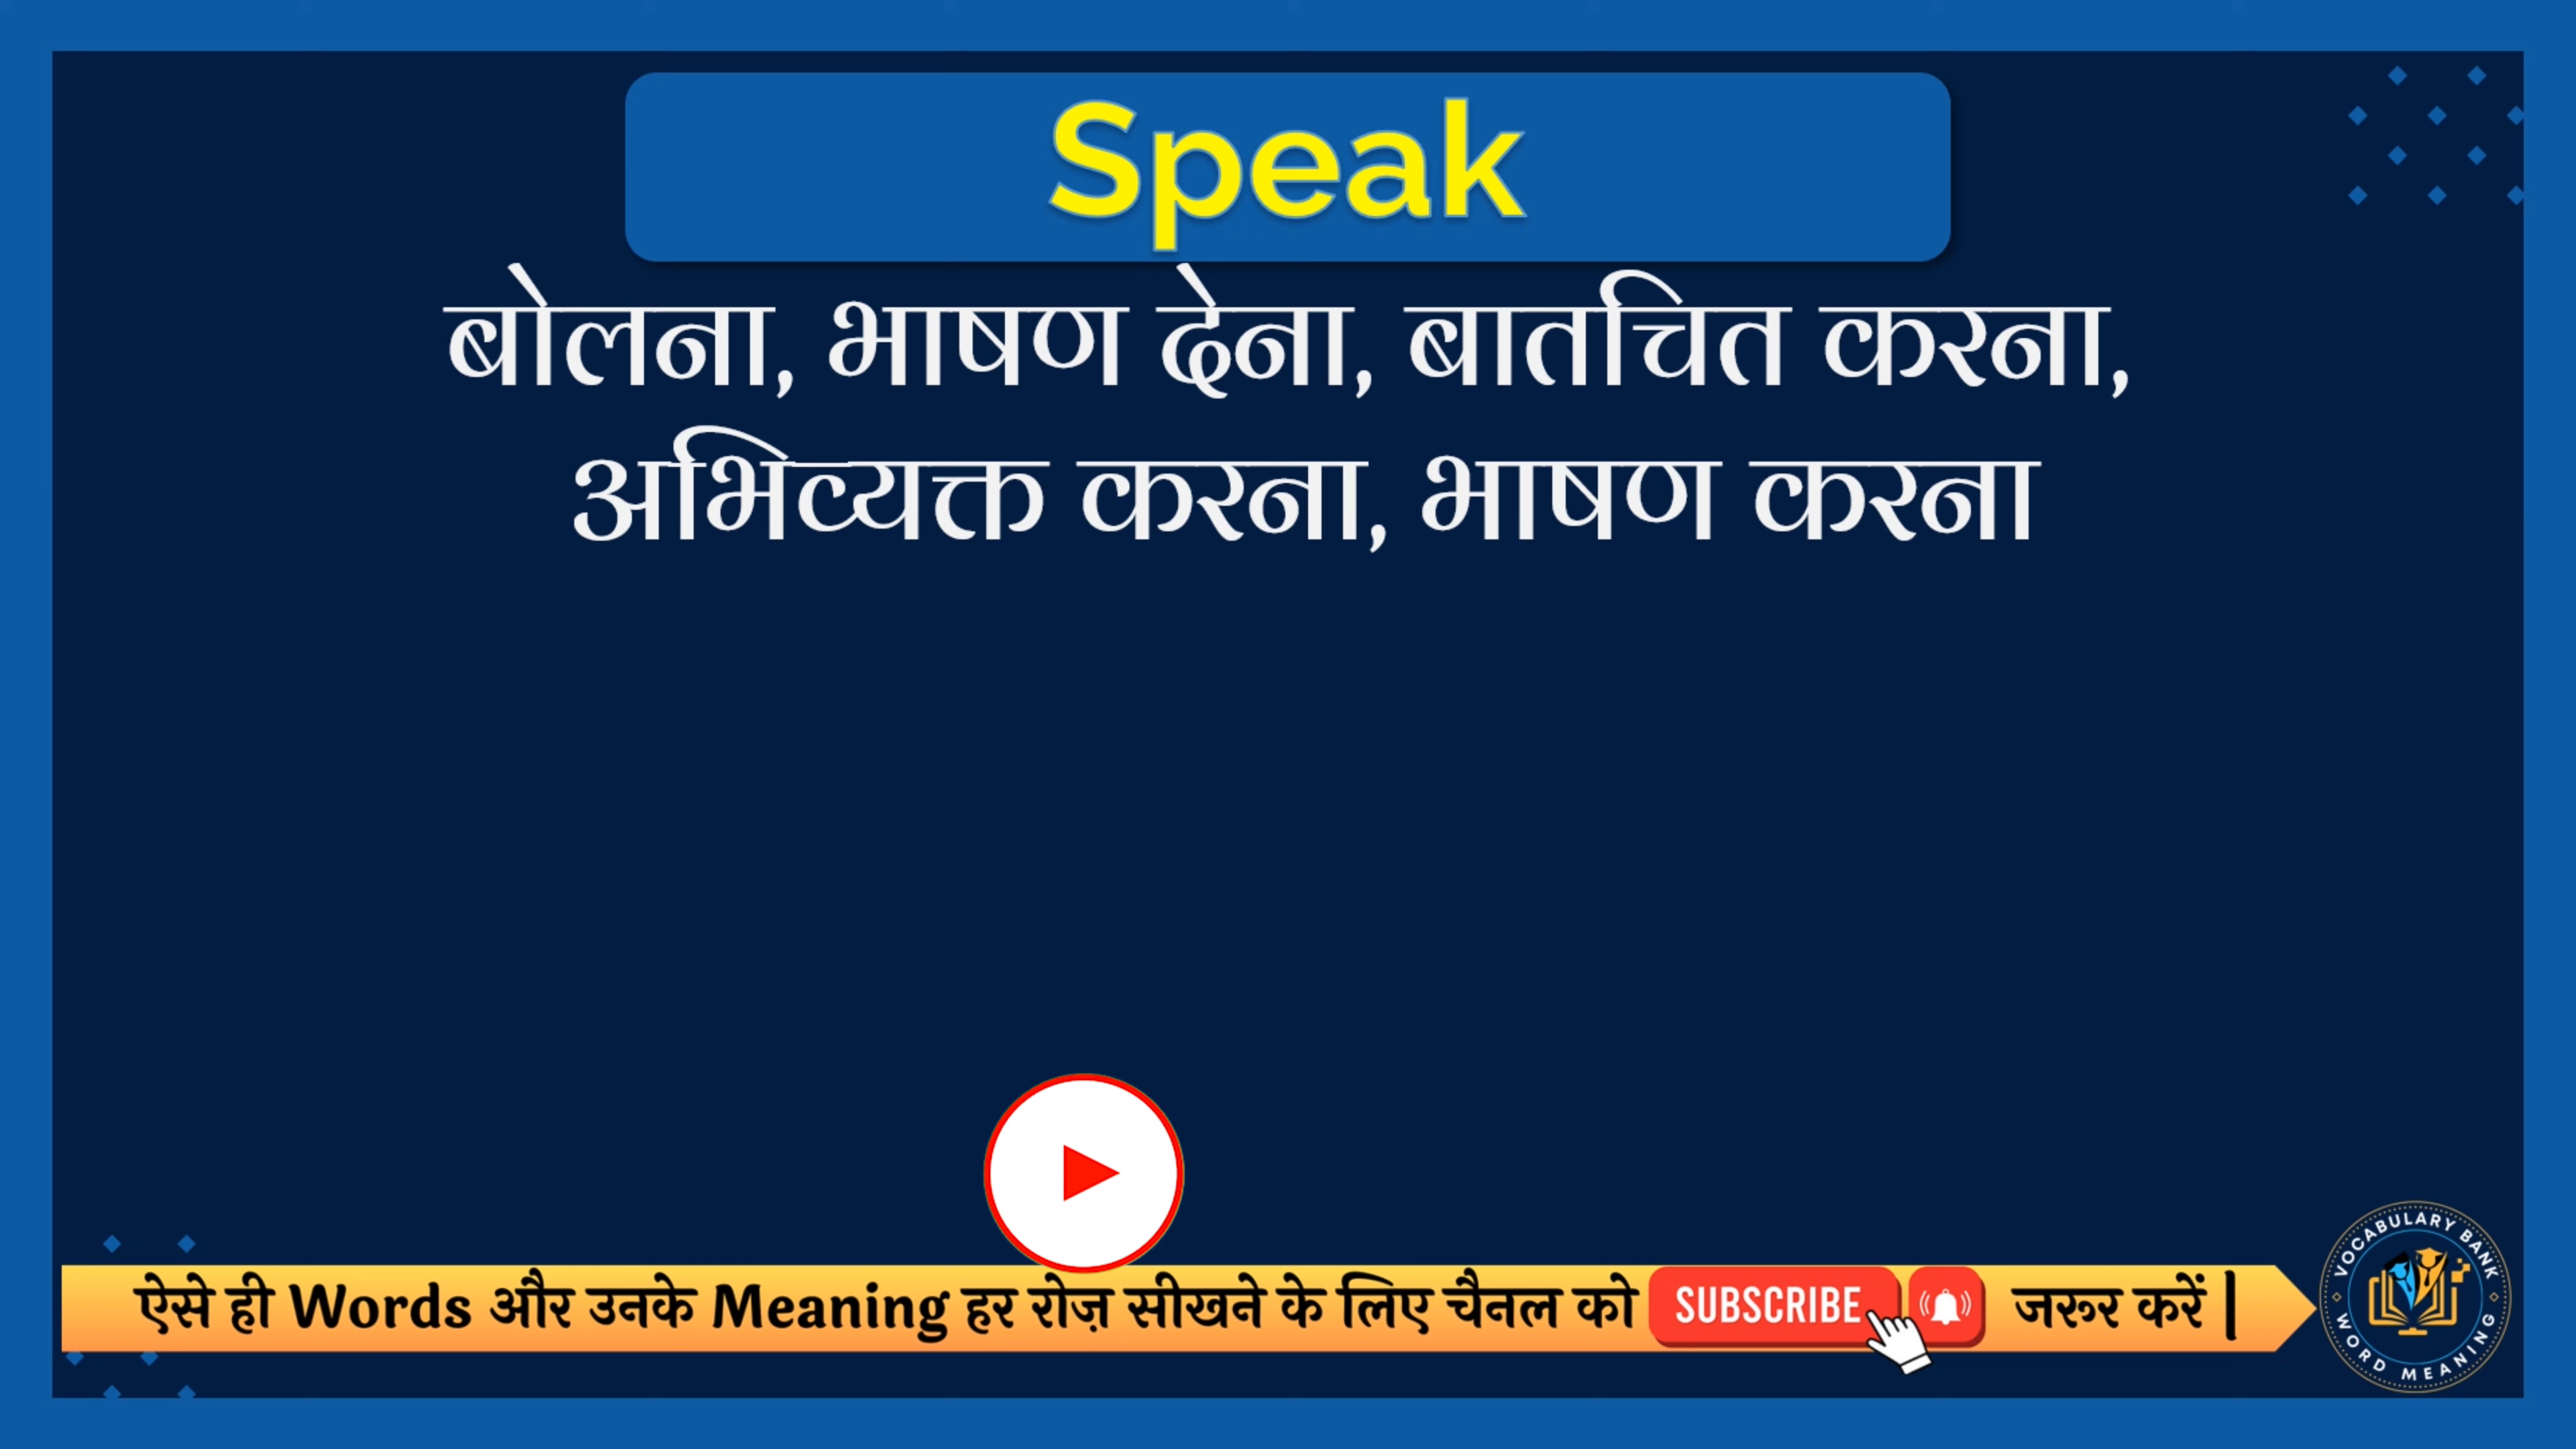 Speak
बोलना, भाषण देना, बातचित करना,
अभिव्यक्त करना, भाषण करना
ऐसे ही Words और उनके Meaning हर रोज़ सीखने के लिए चैनल को SUBSCRIBE जरूर करें |
VOCABULARY BANK
WORD MEANING